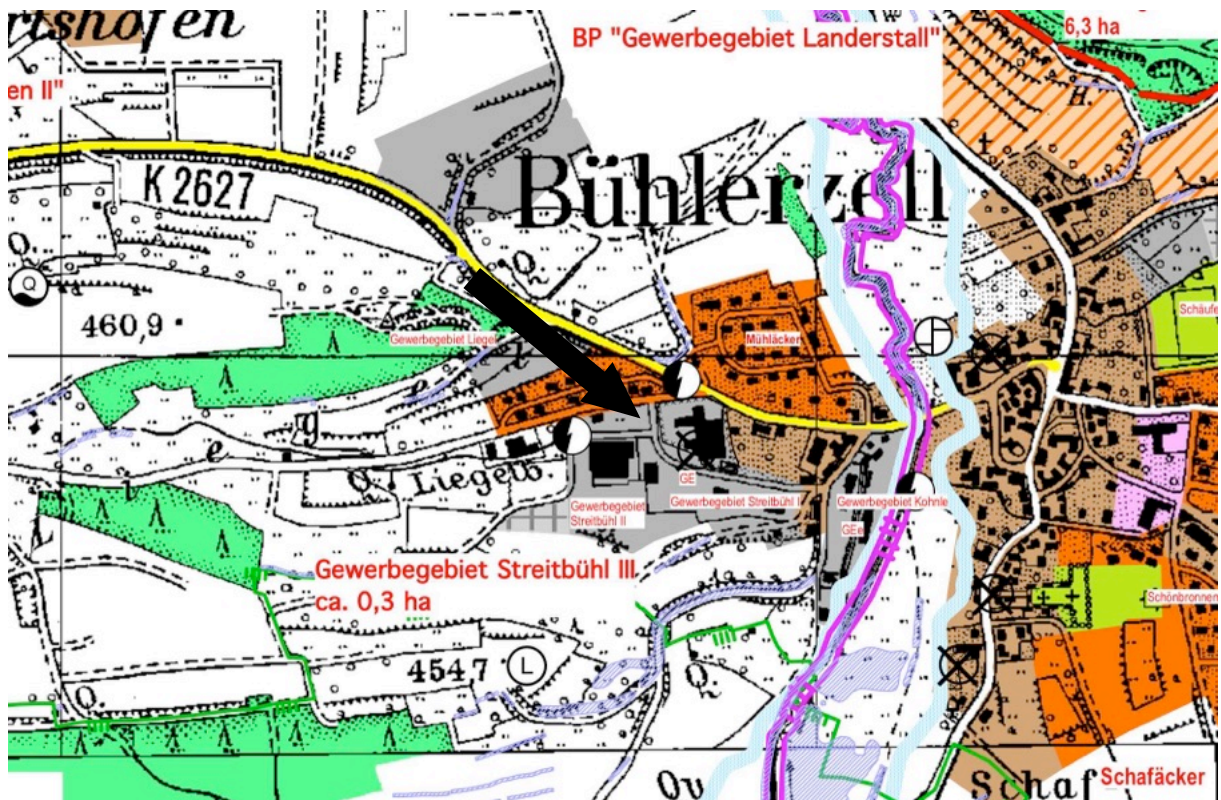 rtshofen
BP "Gewerbegebiet Landerstall"
6,3 ha
en II"
H.
K 2627
Bühlerzell
Q
460,9
Gewerbegebiet Liegel
Mühläcker
Schäufe
l
e
g
e
l
Liegelb
GE
Gewerbegebiet
Streitbühl II
Gewerbegebiet Streitbühl I
Gewerbegebiet Kohnle
GEe
Gewerbegebiet Streitbühl III
ca. 0,3 ha
Schönbronnen
454,7
L
Ov
Schaf
Schafäcker